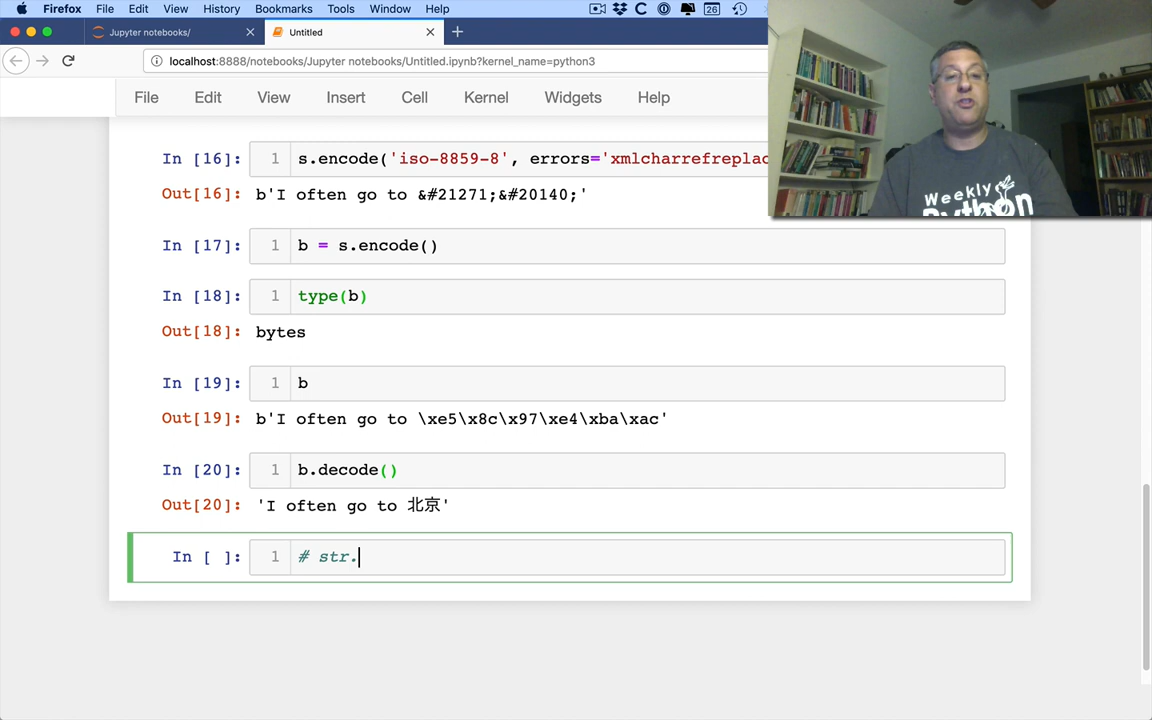 Firefox File Edit View History Bookmarks Tools Window Help 26
Jupyter notebooks/ Untitled
localhost:8888/notebooks/Jupyter notebooks/Untitled.ipynb?kernel_name=python3
File Edit View Insert Cell Kernel Widgets Help
In [16]: 1 s.encode('iso-8859-8', errors='xmlcharrefreplac
Out[16]: b'I often go to &#21271;&#20140;'
In [17]: 1 b = s.encode()
In [18]: 1 type(b)
Out[18]: bytes
In [19]: 1 b
Out[19]: b'I often go to \xe5\x8c\x97\xe4\xba\xac'
In [20]: 1 b.decode()
Out[20]: 'I often go to 北京'
In [ ]: 1 # str.
Weekly
Python